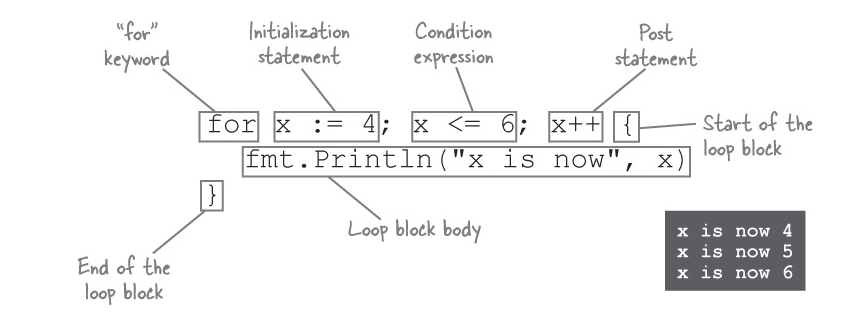 “for”
keyword
Initialization
statement
Condition
expression
Post
statement
for x := 4; x <= 6; x++ {
Start of the
loop block
fmt.Println("x is now", x)
}
Loop block body
End of the
loop block
x is now 4
x is now 5
x is now 6